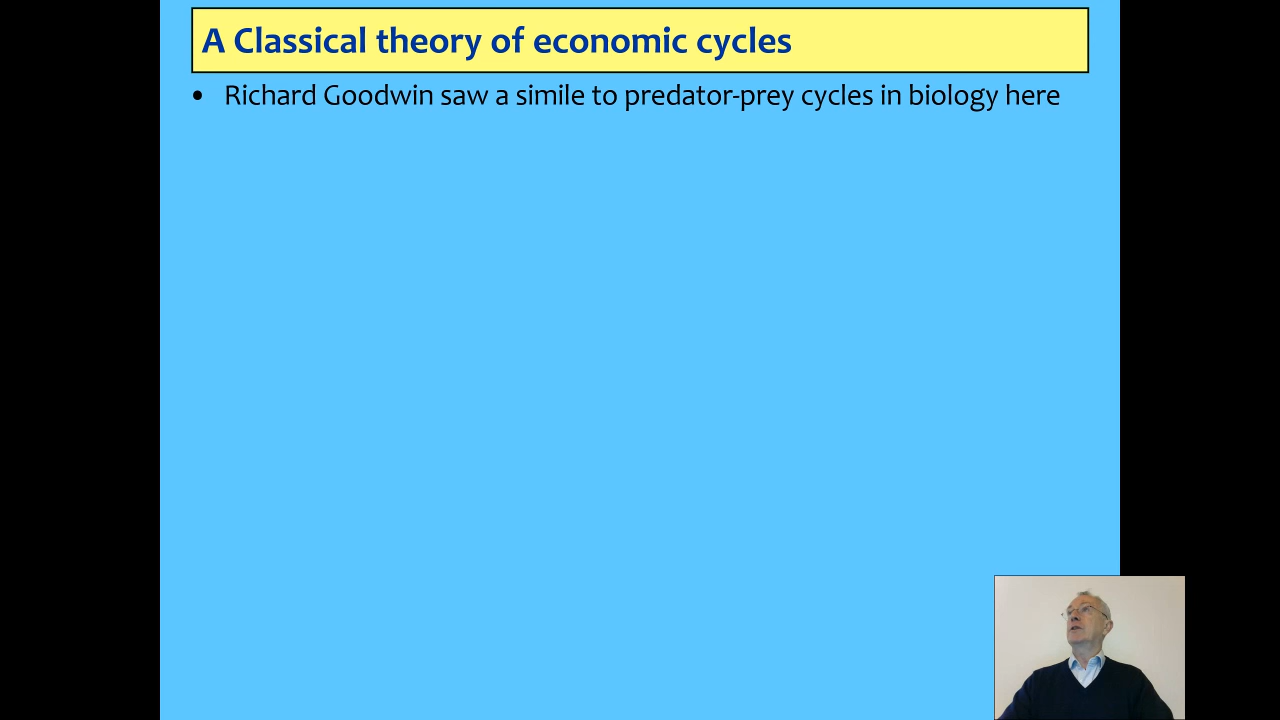 A Classical theory of economic cycles
• Richard Goodwin saw a simile to predator-prey cycles in biology here